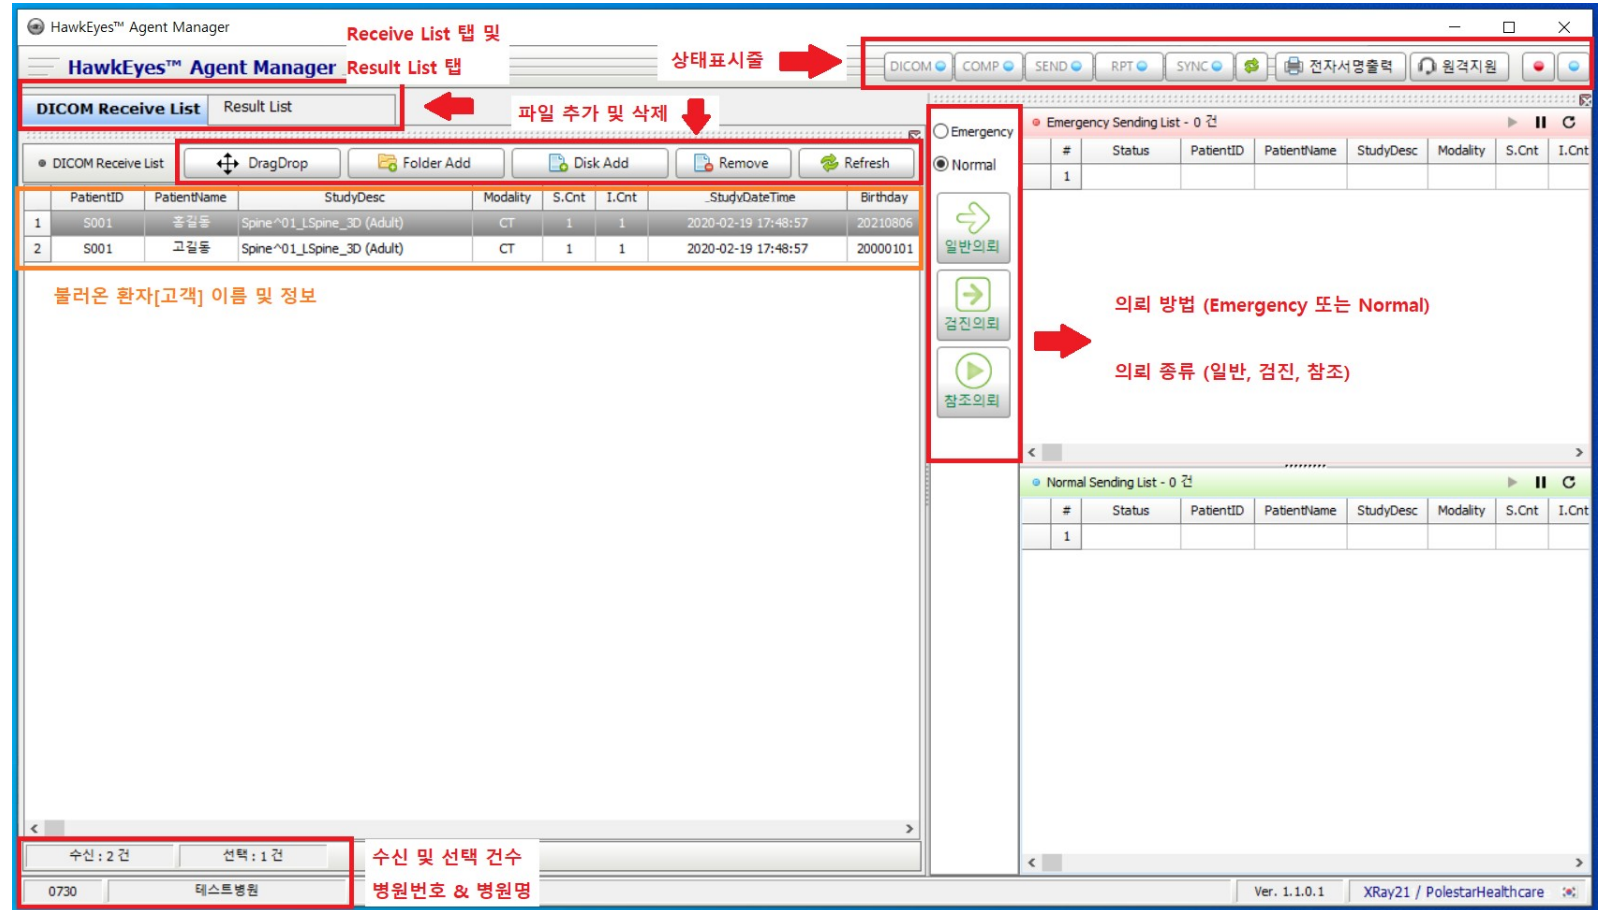 HawkEyes™ Agent Manager
Receive List 탭 및
Result List 탭
HawkEyes™ Agent Manager
상태표시줄
DICOM COMP SEND RPT SYNC 전자서명출력 원격지원
DICOM Receive List Result List
파일 추가 및 삭제
DICOM Receive List DragDrop Folder Add Disk Add Remove Refresh
PatientID PatientName StudyDesc Modality S.Cnt I.Cnt _StudyDateTime Birthday
1 S001 홍길동 Spine^01_LSpine_3D (Adult) CT 1 1 2020-02-19 17:48:57 20210806
2 S001 고길동 Spine^01_LSpine_3D (Adult) CT 1 1 2020-02-19 17:48:57 20000101
불러온 환자[고객] 이름 및 정보
Emergency
Normal
일반의뢰
검진의뢰
참조의뢰
Emergency Sending List - 0 건
# Status PatientID PatientName StudyDesc Modality S.Cnt I.Cnt
1
의뢰 방법 (Emergency 또는 Normal)
의뢰 종류 (일반, 검진, 참조)
Normal Sending List - 0 건
# Status PatientID PatientName StudyDesc Modality S.Cnt I.Cnt
1
수신 : 2 건 선택 : 1 건
수신 및 선택 건수
0730 테스트병원
병원번호 & 병원명
Ver. 1.1.0.1 XRay21 / PolestarHealthcare